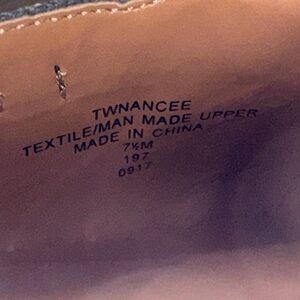 TWNANCEE
TEXTILE/MAN MADE UPPER
MADE IN CHINA
7½M
197
0917